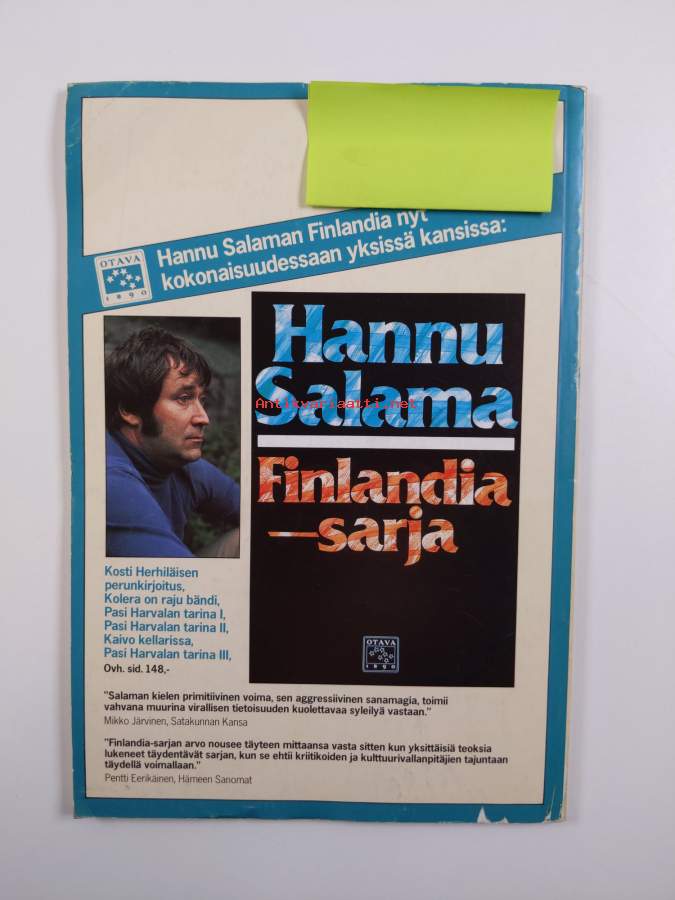 Hannu Salaman Finlandia nyt
kokonaisuudessaan yksissä kansissa:
OTAVA
1890
Hannu
Salama
Antikvariaatti.net
Finlandia
—sarja
OTAVA
1890
Kosti Herhiläisen
perunkirjoitus,
Kolera on raju bändi,
Pasi Harvalan tarina I,
Pasi Harvalan tarina II,
Kaivo kellarissa,
Pasi Harvalan tarina III,
Ovh. sid. 148,-
"Salaman kielen primitiivinen voima, sen aggressiivinen sanamagia, toimii
vahvana muurina virallisen tietoisuuden kuolettavaa syleilyä vastaan."
Mikko Järvinen, Satakunnan Kansa
"Finlandia-sarjan arvo nousee täyteen mittaansa vasta sitten kun yksittäisiä teoksia
lukeneet täydentävät sarjan, kun se ehtii kriitikoiden ja kulttuurivallanpitäjien tajuntaan
täydellä voimallaan."
Pentti Eerikäinen, Hämeen Sanomat